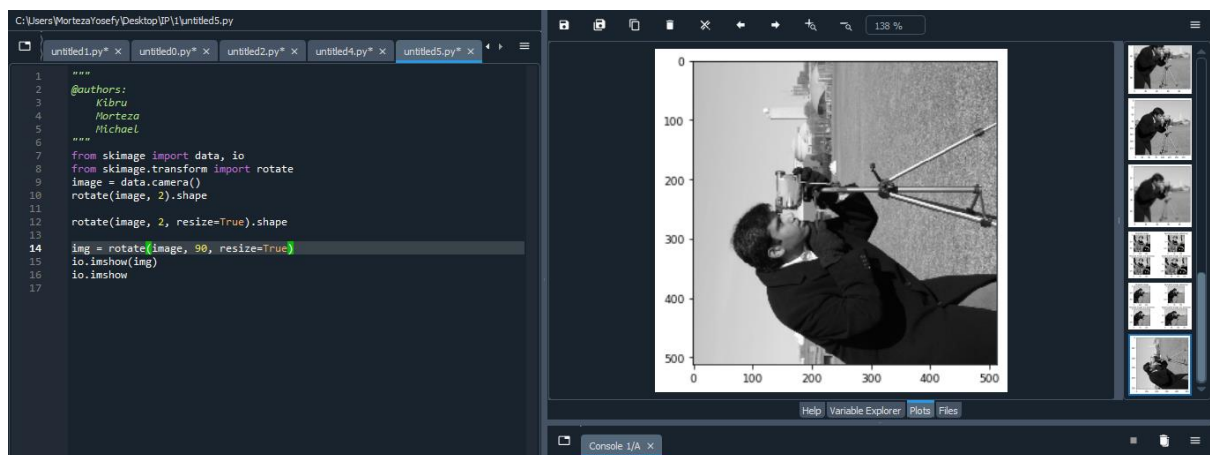 C:\Users\MortezaYosefy\Desktop\IP\1\untitled5.py
untitled1.py* untitled0.py* untitled2.py* untitled4.py* untitled5.py*
1 """
2 @authors:
3 Kibru
4 Morteza
5 Michael
6 """
7 from skimage import data, io
8 from skimage.transform import rotate
9 image = data.camera()
10 rotate(image, 2).shape
11
12 rotate(image, 2, resize=True).shape
13
14 img = rotate(image, 90, resize=True)
15 io.imshow(img)
16 io.imshow
17
138 %
0
100
200
300
400
500
0 100 200 300 400 500
Help Variable Explorer Plots Files
Console 1/A